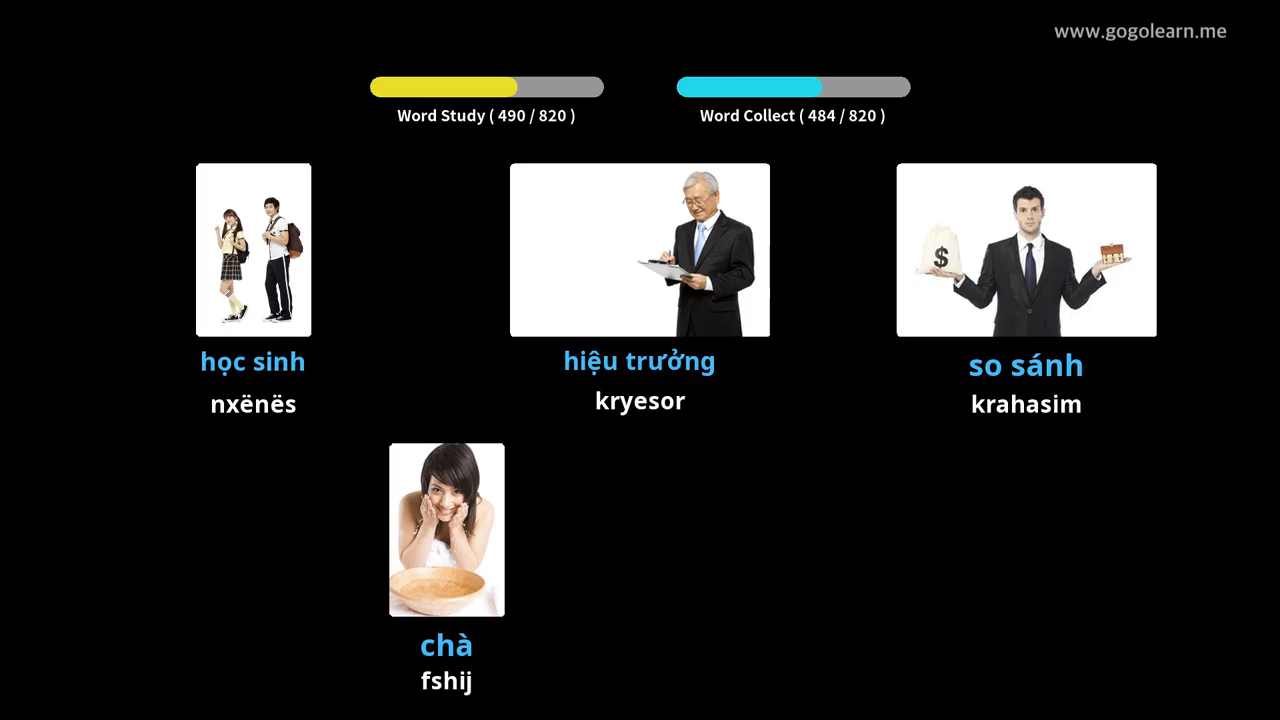 www.gogolearn.me
Word Study ( 490 / 820 )
Word Collect ( 484 / 820 )
$
học sinh
nxënës
hiệu trưởng
kryesor
so sánh
krahasim
chà
fshij